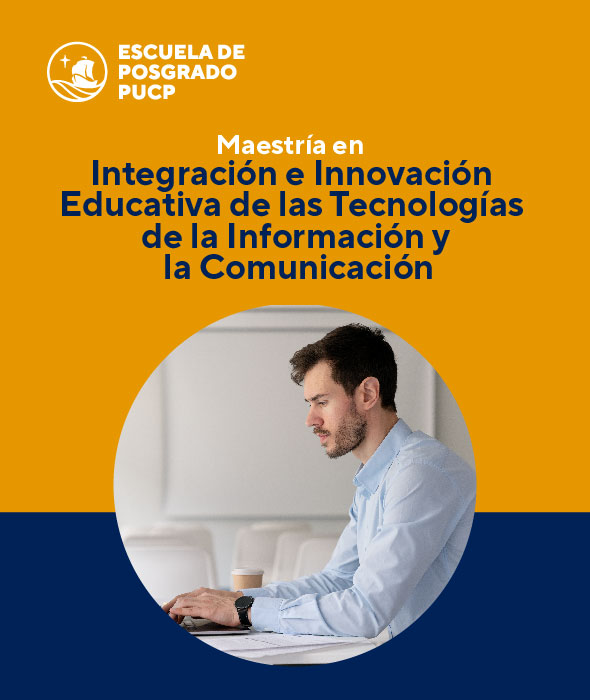 ESCUELA DE
POSGRADO
PUCP
Maestría en
Integración e Innovación
Educativa de las Tecnologías
de la Información y
la Comunicación